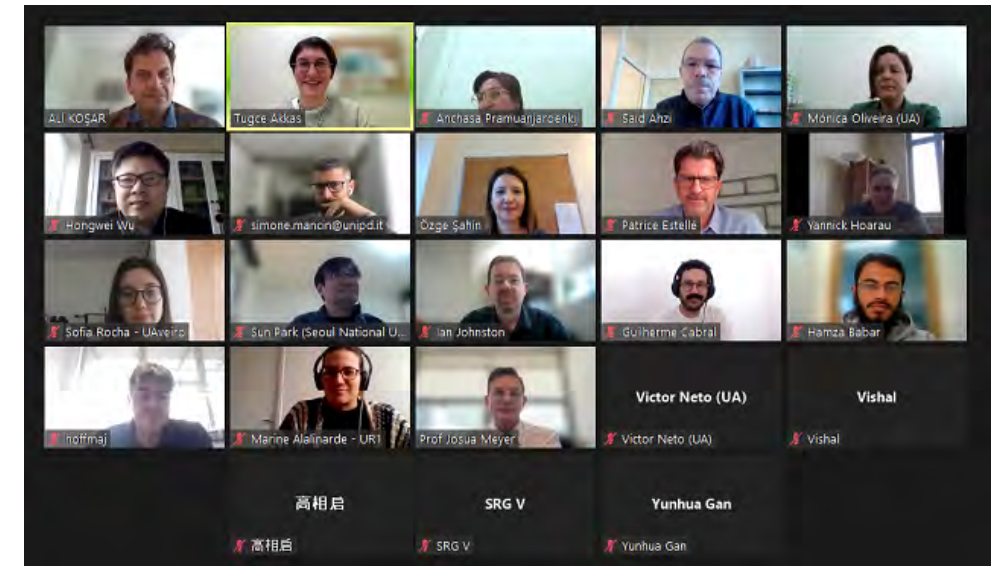 ALI KOŞAR
Tugce Akkas
Anchasa Pramuanjaroenkij
Said Ahzi
Mónica Oliveira (UA)
Hongwei Wu
simone.mancin@unipd.it
Özge Şahin
Patrice Estellé
Yannick Hoarau
Sofia Rocha - UAveiro
Sun Park (Seoul National U...
Ian Johnston
Guilherme Cabral
Hamza Babar
hoffmaj
Marine Alalinarde - UR1
Prof Josua Meyer
Victor Neto (UA)
Victor Neto (UA)
Vishal
Vishal
高相启
高相启
SRG V
SRG V
Yunhua Gan
Yunhua Gan